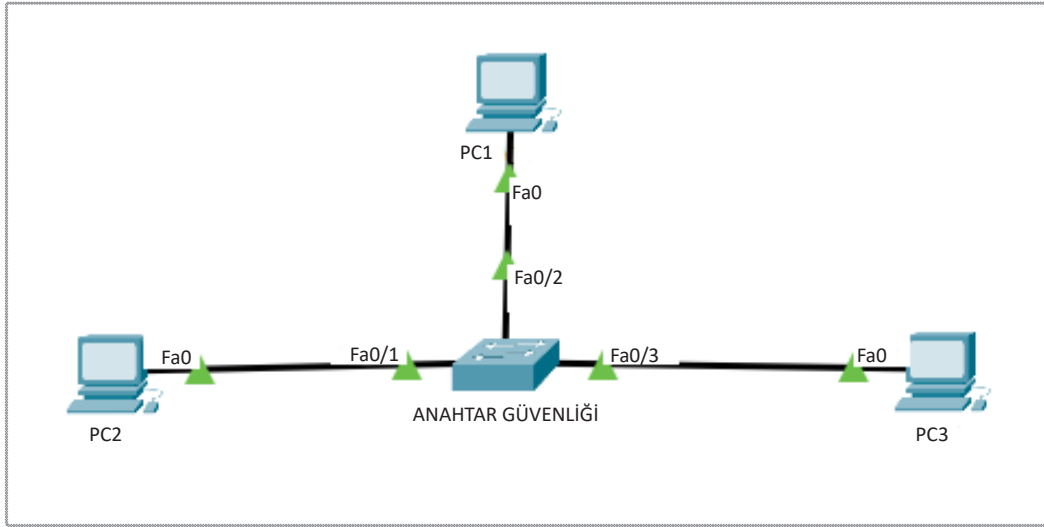 PC1
Fa0
Fa0/2
Fa0
Fa0/1
Fa0/3
Fa0
ANAHTAR GÜVENLİĞİ
PC2
PC3